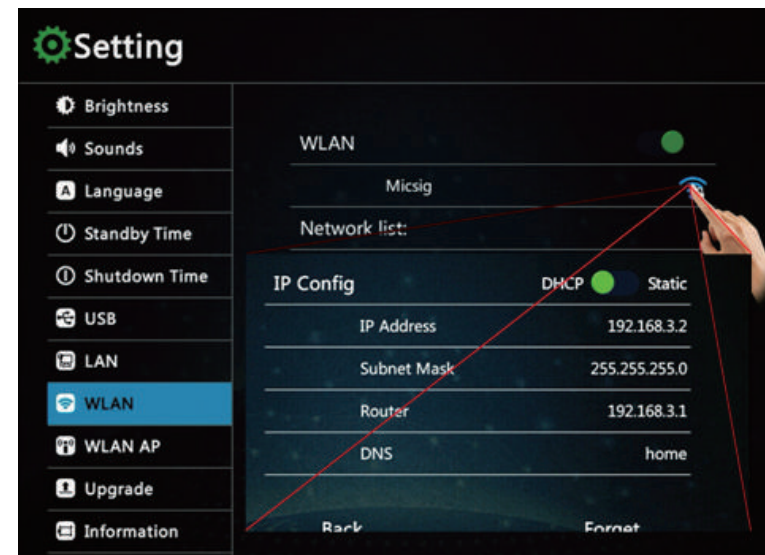 Setting
Brightness
Sounds
Language
Standby Time
Shutdown Time
USB
LAN
WLAN
WLAN AP
Upgrade
Information
WLAN
Micsig
Network list:
IP Config DHCP Static
IP Address 192.168.3.2
Subnet Mask 255.255.255.0
Router 192.168.3.1
DNS home
Back Forget